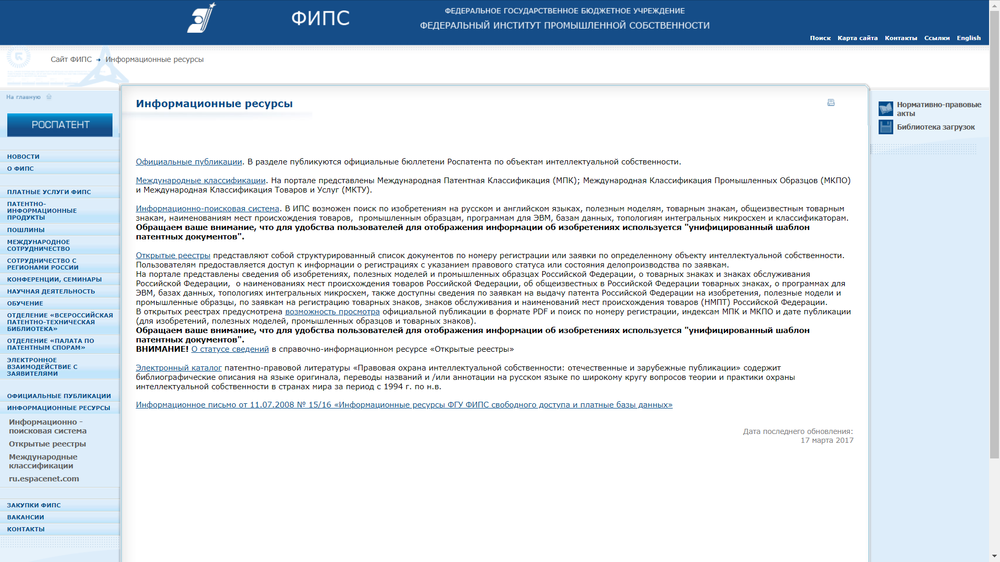 ФИПС
ФЕДЕРАЛЬНОЕ ГОСУДАРСТВЕННОЕ БЮДЖЕТНОЕ УЧРЕЖДЕНИЕ
ФЕДЕРАЛЬНЫЙ ИНСТИТУТ ПРОМЫШЛЕННОЙ СОБСТВЕННОСТИ
Поиск Карта сайта Контакты Ссылки English
Сайт ФИПС Информационные ресурсы
На главную
РОСПАТЕНТ
НОВОСТИ
О ФИПС
ПЛАТНЫЕ УСЛУГИ ФИПС
ПАТЕНТНО-
ИНФОРМАЦИОННЫЕ
ПРОДУКТЫ
ПОШЛИНЫ
МЕЖДУНАРОДНОЕ
СОТРУДНИЧЕСТВО
СОТРУДНИЧЕСТВО С
РЕГИОНАМИ РОССИИ
КОНФЕРЕНЦИИ, СЕМИНАРЫ
НАУЧНАЯ ДЕЯТЕЛЬНОСТЬ
ОБУЧЕНИЕ
ОТДЕЛЕНИЕ «ВСЕРОССИЙСКАЯ
ПАТЕНТНО-ТЕХНИЧЕСКАЯ
БИБЛИОТЕКА»
ОТДЕЛЕНИЕ «ПАЛАТА ПО
ПАТЕНТНЫМ СПОРАМ»
ЭЛЕКТРОННОЕ
ВЗАИМОДЕЙСТВИЕ С
ЗАЯВИТЕЛЯМИ
ОФИЦИАЛЬНЫЕ ПУБЛИКАЦИИ
ИНФОРМАЦИОННЫЕ РЕСУРСЫ
Информационно -
поисковая система
Открытые реестры
Международные
классификации
ru.espacenet.com
ЗАКУПКИ ФИПС
ВАКАНСИИ
КОНТАКТЫ
Информационные ресурсы
Официальные публикации. В разделе публикуются официальные бюллетени Роспатента по объектам интеллектуальной собственности.
Международные классификации. На портале представлены Международная Патентная Классификация (МПК); Международная Классификация Промышленных Образцов (МКПО)
и Международная Классификация Товаров и Услуг (МКТУ).
Информационно-поисковая система. В ИПС возможен поиск по изобретениям на русском и английском языках, полезным моделям, товарным знакам, общеизвестным товарным
знакам, наименованиям мест происхождения товаров, промышленным образцам, программам для ЭВМ, базам данных, топологиям интегральных микросхем и классификаторам.
Обращаем ваше внимание, что для удобства пользователей для отображения информации об изобретениях используется "унифицированный шаблон
патентных документов".
Открытые реестры представляют собой структурированный список документов по номеру регистрации или заявки по определенному объекту интеллектуальной собственности.
Пользователям предоставляется доступ к информации о регистрациях с указанием правового статуса или состояния делопроизводства по заявкам.
На портале представлены сведения об изобретениях, полезных моделей и промышленных образцах Российской Федерации, о товарных знаках и знаках обслуживания
Российской Федерации, о наименованиях мест происхождения товаров Российской Федерации, об общеизвестных в Российской Федерации товарных знаках, о программах для
ЭВМ, базах данных, топологиях интегральных микросхем, также доступны сведения по заявкам на выдачу патента Российской Федерации на изобретения, полезные модели и
промышленные образцы, по заявкам на регистрацию товарных знаков, знаков обслуживания и наименований мест происхождения товаров (НМПТ) Российской Федерации.
В открытых реестрах предусмотрена возможность просмотра официальной публикации в формате PDF и поиск по номеру регистрации, индексам МПК и МКПО и дате публикации
(для изобретений, полезных моделей, промышленных образцов и товарных знаков).
Обращаем ваше внимание, что для удобства пользователей для отображения информации об изобретениях используется "унифицированный шаблон
патентных документов".
ВНИМАНИЕ! О статусе сведений в справочно-информационном ресурсе «Открытые реестры»
Электронный каталог патентно-правовой литературы «Правовая охрана интеллектуальной собственности: отечественные и зарубежные публикации» содержит
библиографические описания на языке оригинала, переводы названий и /или аннотации на русском языке по широкому кругу вопросов теории и практики охраны
интеллектуальной собственности в странах мира за период с 1994 г. по н.в.
Информационное письмо от 11.07.2008 № 15/16 «Информационные ресурсы ФГУ ФИПС свободного доступа и платные базы данных»
Дата последнего обновления:
17 марта 2017
Нормативно-правовые
акты
Библиотека загрузок